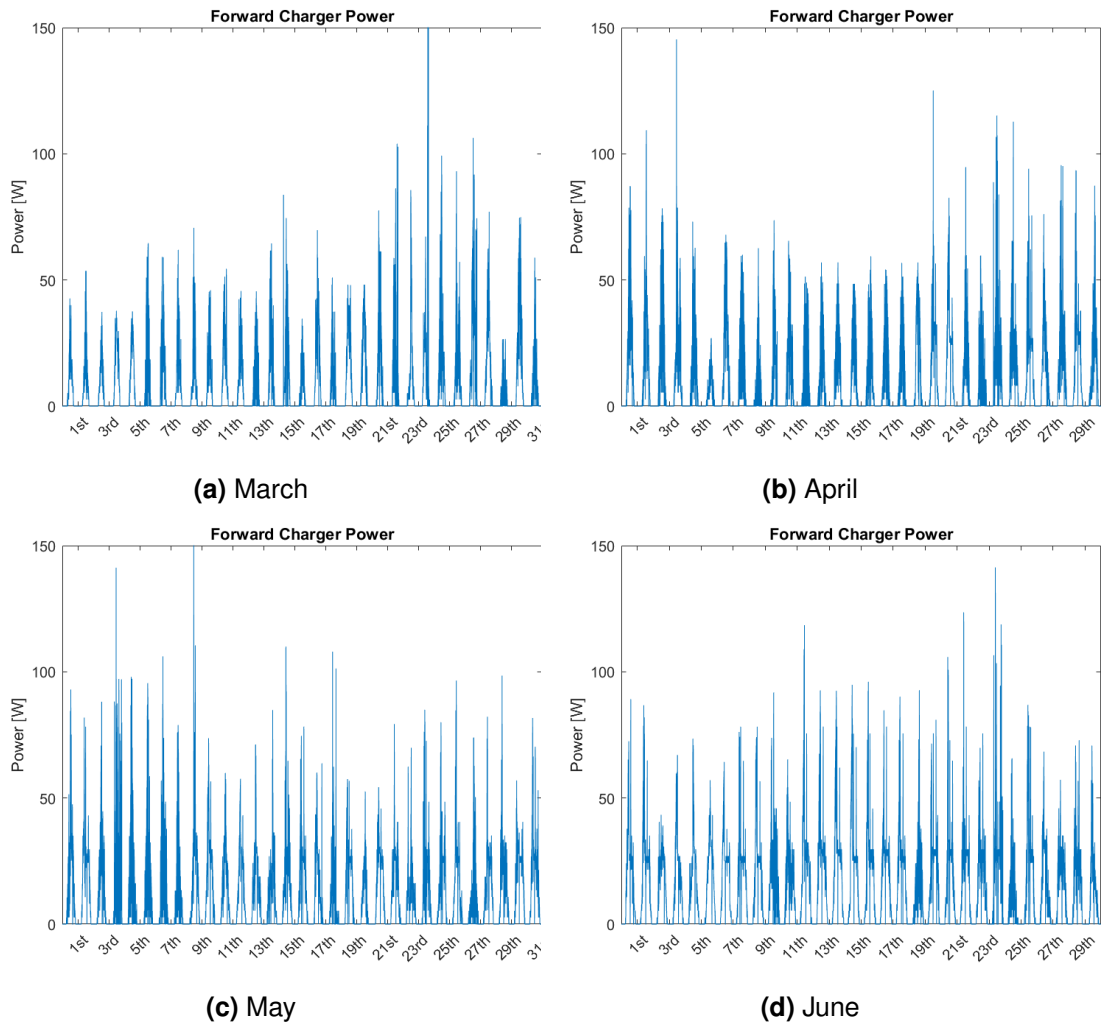 Forward Charger Power
150
100
50
0
Power [W]
1st 3rd 5th 7th 9th 11th 13th 15th 17th 19th 21st 23rd 25th 27th 29th 31
(a) March
Forward Charger Power
150
100
50
0
Power [W]
1st 3rd 5th 7th 9th 11th 13th 15th 17th 19th 21st 23rd 25th 27th 29th
(b) April
Forward Charger Power
150
100
50
0
Power [W]
1st 3rd 5th 7th 9th 11th 13th 15th 17th 19th 21st 23rd 25th 27th 29th 31
(c) May
Forward Charger Power
150
100
50
0
Power [W]
1st 3rd 5th 7th 9th 11th 13th 15th 17th 19th 21st 23rd 25th 27th 29th
(d) June